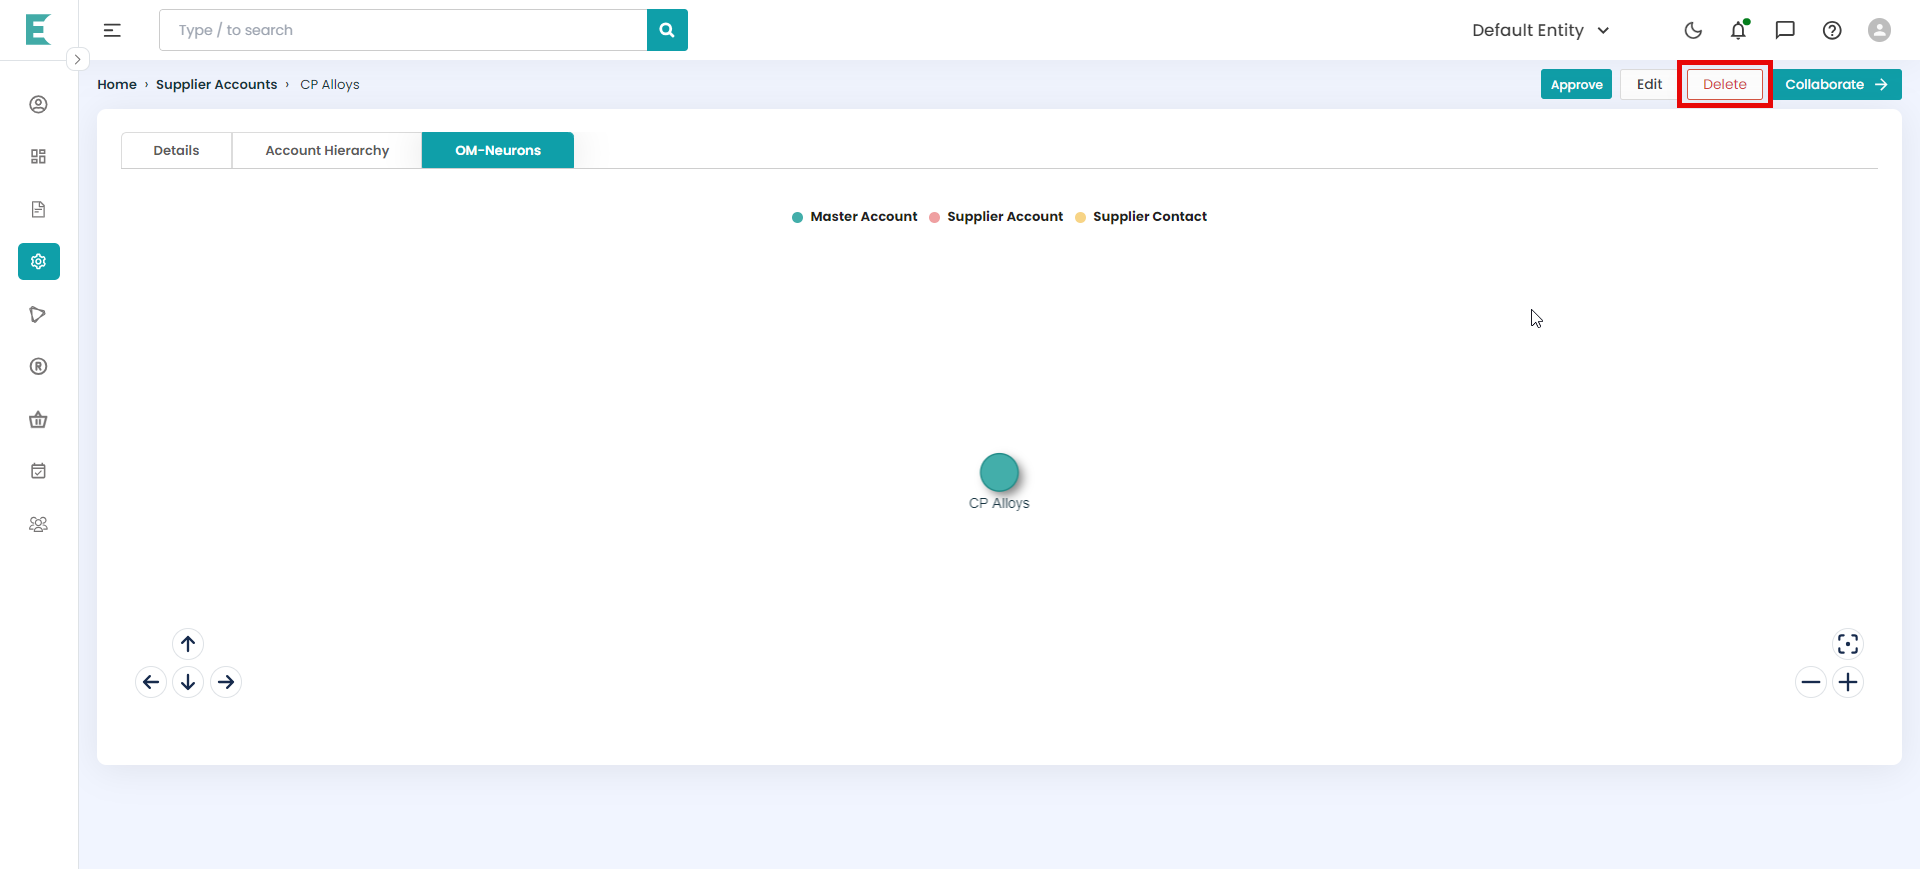 Type / to search
Default Entity
Home › Supplier Accounts › CP Alloys
Approve
Edit
Delete
Collaborate
Details
Account Hierarchy
OM-Neurons
Master Account
Supplier Account
Supplier Contact
CP Alloys